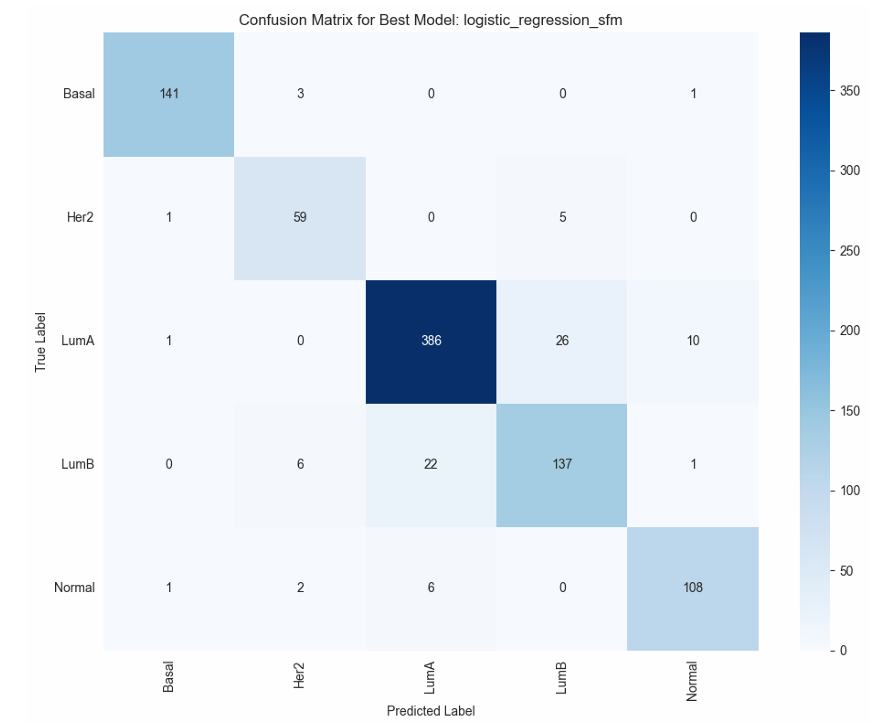 Confusion Matrix for Best Model: logistic_regression_sfm
True Label
Basal 141 3 0 0 1
Her2 1 59 0 5 0
LumA 1 0 386 26 10
LumB 0 6 22 137 1
Normal 1 2 6 0 108
Basal Her2 LumA LumB Normal
Predicted Label
350
300
250
200
150
100
50
0